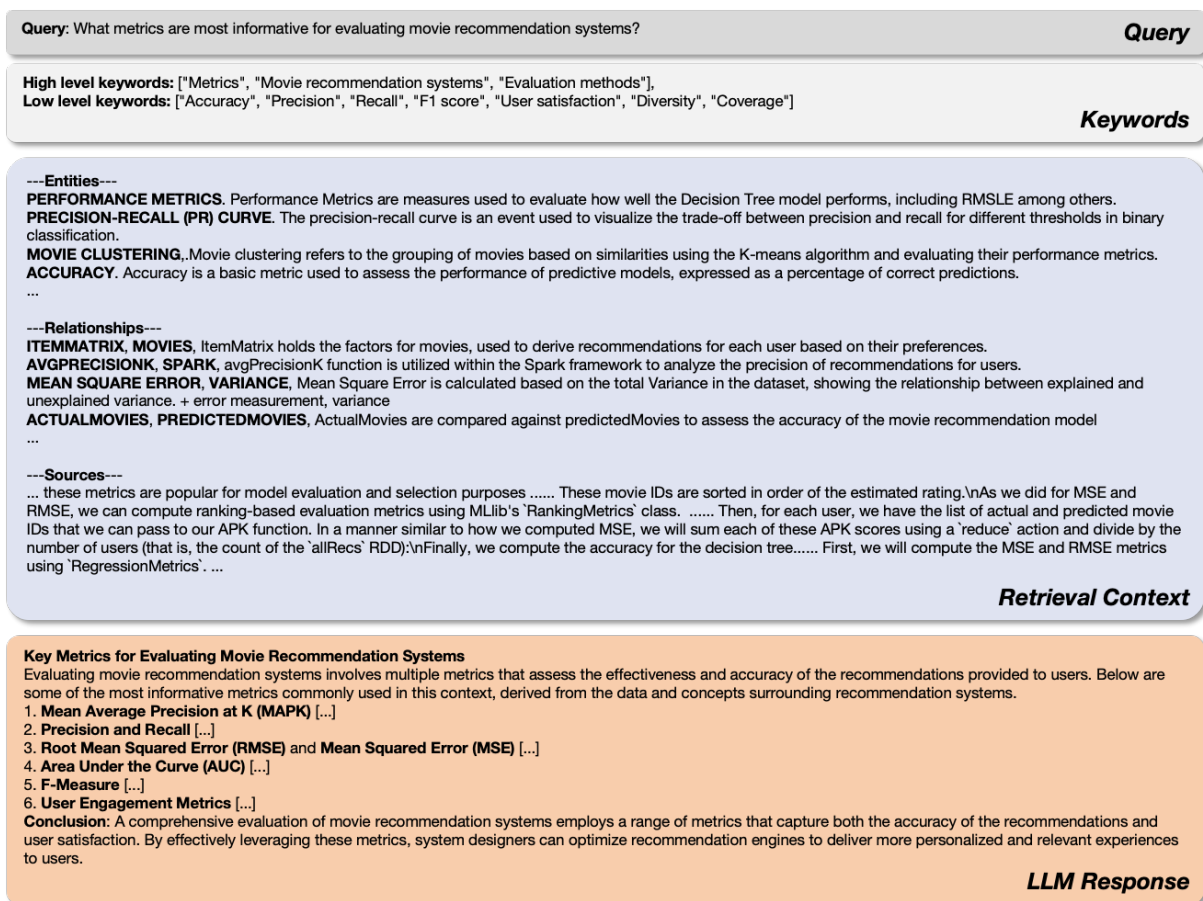 Query: What metrics are most informative for evaluating movie recommendation systems?
Query
High level keywords: ["Metrics", "Movie recommendation systems", "Evaluation methods"],
Low level keywords: ["Accuracy", "Precision", "Recall", "F1 score", "User satisfaction", "Diversity", "Coverage"]
Keywords
---Entities---
PERFORMANCE METRICS. Performance Metrics are measures used to evaluate how well the Decision Tree model performs, including RMSLE among others.
PRECISION-RECALL (PR) CURVE. The precision-recall curve is an event used to visualize the trade-off between precision and recall for different thresholds in binary
classification.
MOVIE CLUSTERING,.Movie clustering refers to the grouping of movies based on similarities using the K-means algorithm and evaluating their performance metrics.
ACCURACY. Accuracy is a basic metric used to assess the performance of predictive models, expressed as a percentage of correct predictions.
...
---Relationships---
ITEMMATRIX, MOVIES, ItemMatrix holds the factors for movies, used to derive recommendations for each user based on their preferences.
AVGPRECISIONK, SPARK, avgPrecisionK function is utilized within the Spark framework to analyze the precision of recommendations for users.
MEAN SQUARE ERROR, VARIANCE, Mean Square Error is calculated based on the total Variance in the dataset, showing the relationship between explained and
unexplained variance. + error measurement, variance
ACTUALMOVIES, PREDICTEDMOVIES, ActualMovies are compared against predictedMovies to assess the accuracy of the movie recommendation model
...
---Sources---
... these metrics are popular for model evaluation and selection purposes ...... These movie IDs are sorted in order of the estimated rating.\nAs we did for MSE and
RMSE, we can compute ranking-based evaluation metrics using MLlib's `RankingMetrics` class. ...... Then, for each user, we have the list of actual and predicted movie
IDs that we can pass to our APK function. In a manner similar to how we computed MSE, we will sum each of these APK scores using a `reduce` action and divide by the
number of users (that is, the count of the `allRecs` RDD):\nFinally, we compute the accuracy for the decision tree...... First, we will compute the MSE and RMSE metrics
using `RegressionMetrics`. ...
Retrieval Context
Key Metrics for Evaluating Movie Recommendation Systems
Evaluating movie recommendation systems involves multiple metrics that assess the effectiveness and accuracy of the recommendations provided to users. Below are
some of the most informative metrics commonly used in this context, derived from the data and concepts surrounding recommendation systems.
1. Mean Average Precision at K (MAPK) [...]
2. Precision and Recall [...]
3. Root Mean Squared Error (RMSE) and Mean Squared Error (MSE) [...]
4. Area Under the Curve (AUC) [...]
5. F-Measure [...]
6. User Engagement Metrics [...]
Conclusion: A comprehensive evaluation of movie recommendation systems employs a range of metrics that capture both the accuracy of the recommendations and
user satisfaction. By effectively leveraging these metrics, system designers can optimize recommendation engines to deliver more personalized and relevant experiences
to users.
LLM Response